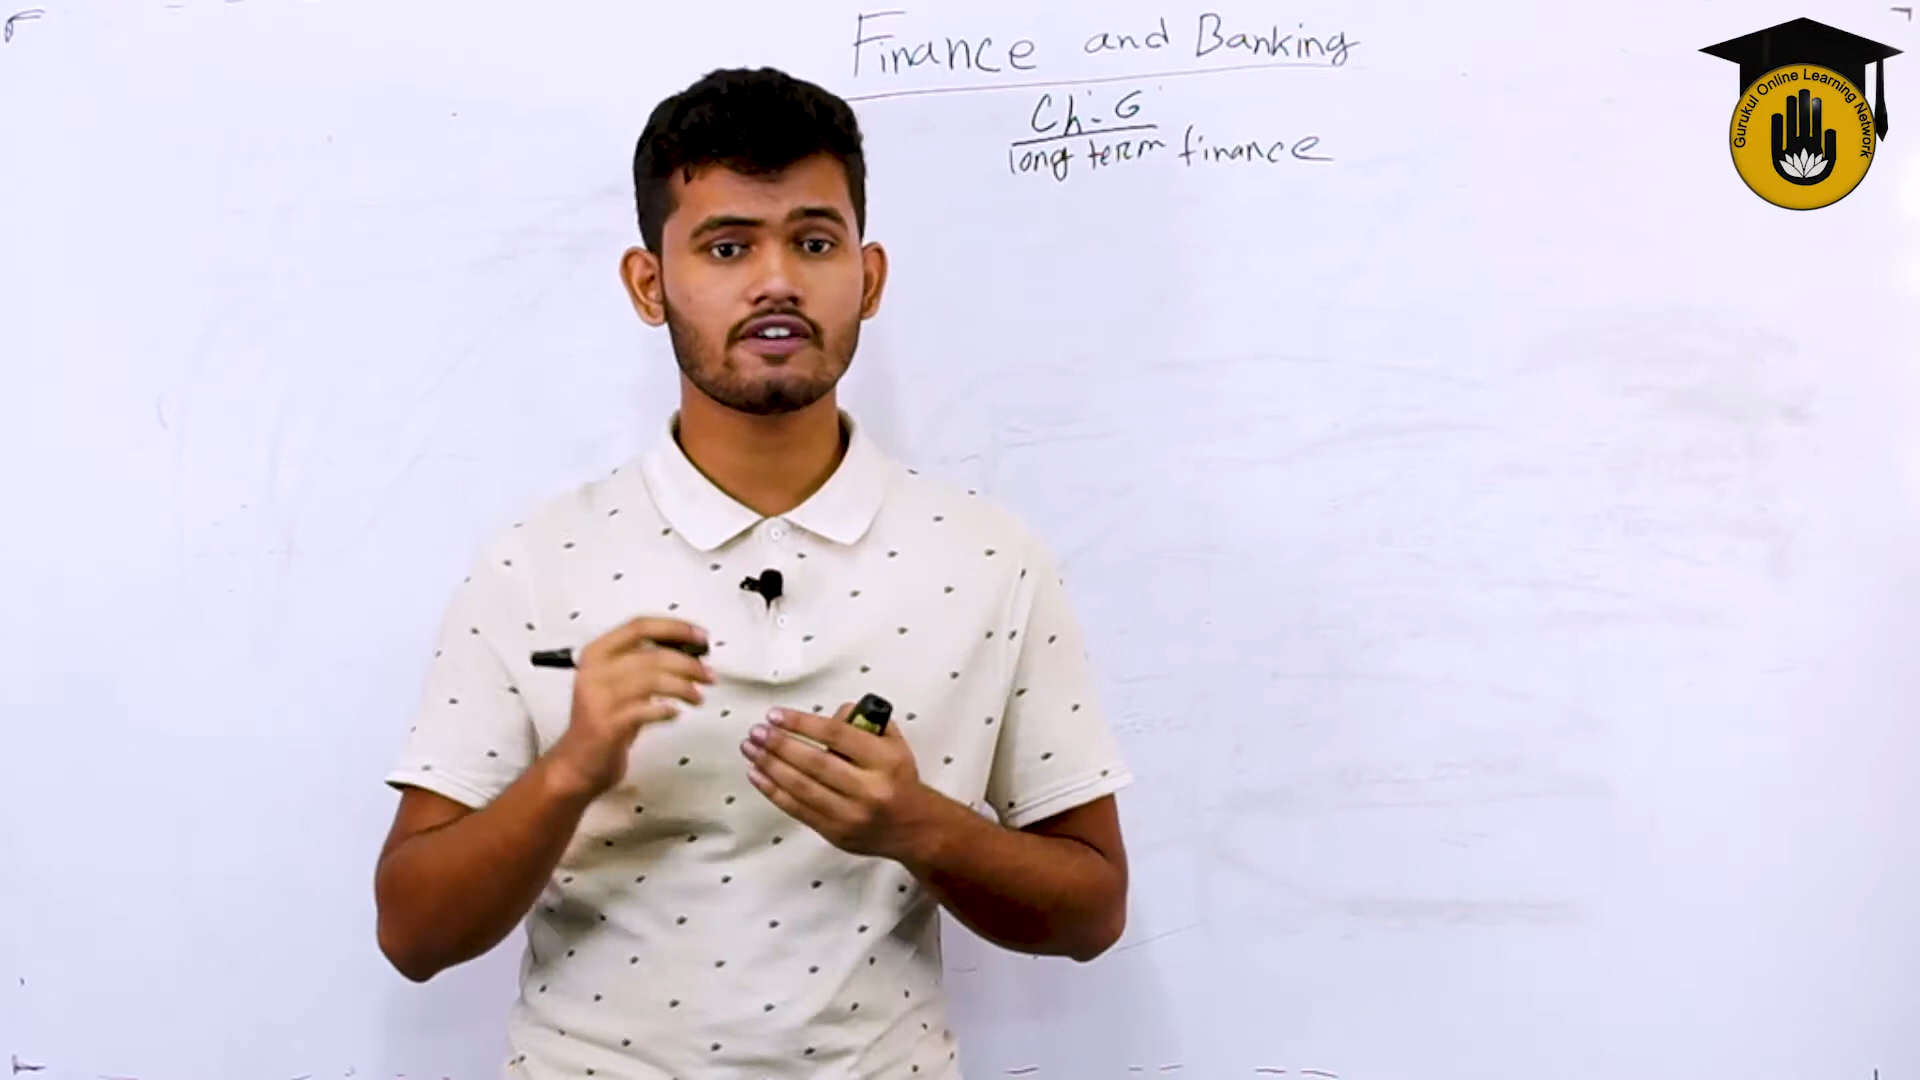 Finance and Banking
Ch-6
long term finance
Gurukul Online Learning Network